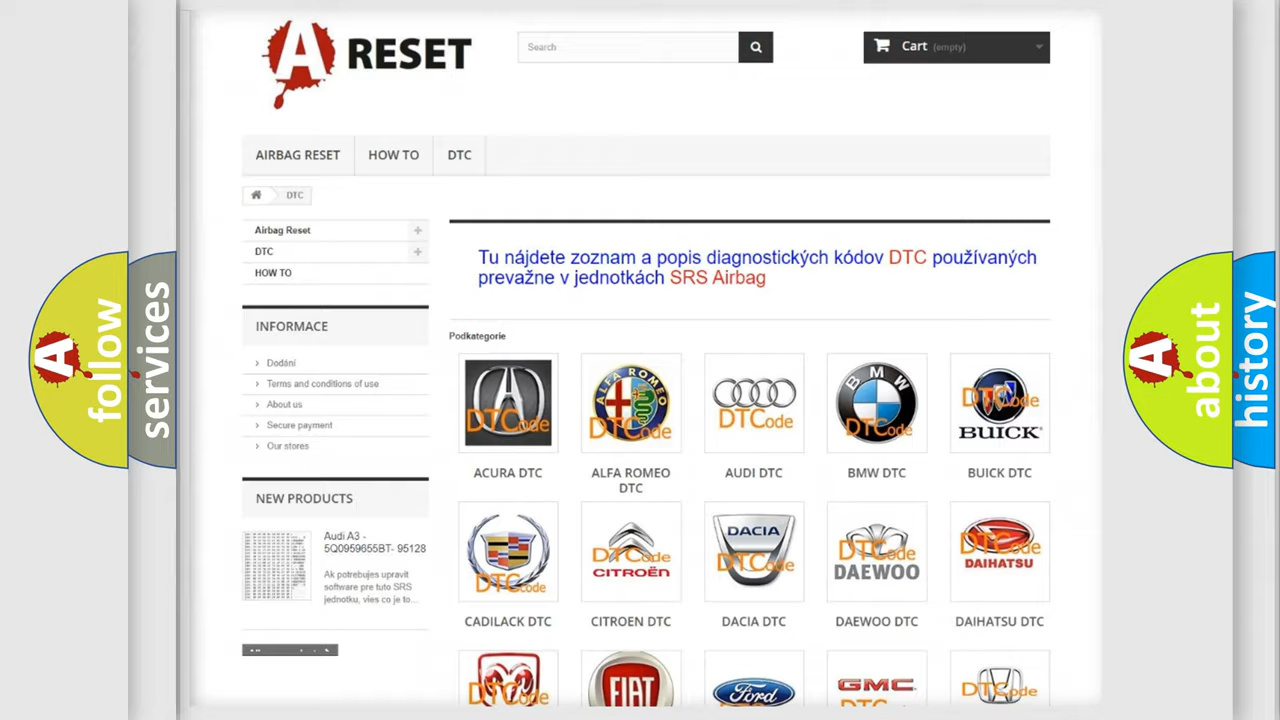 A RESET
Search
Cart (empty)
AIRBAG RESET
HOW TO
DTC
DTC
Airbag Reset
DTC
HOW TO
INFORMACE
Dodání
Terms and conditions of use
About us
Secure payment
Our stores
NEW PRODUCTS
Audi A3 -
5Q0959655BT- 95128
Ak potrebujes upravit
software pre tuto SRS
jednotku, vies co je to...
Tu nájdete zoznam a popis diagnostických kódov DTC používaných
prevažne v jednotkách SRS Airbag
Podkategorie
DTCode
ALFA ROMEO
DTCode
DTCode
BMW
DTCode
DTCode
BUICK
ACURA DTC
ALFA ROMEO
DTC
AUDI DTC
BMW DTC
BUICK DTC
DTCode
DTCode
CITROËN
DACIA
DTCode
DTCode
DAEWOO
DTCode
DAIHATSU
CADILACK DTC
CITROEN DTC
DACIA DTC
DAEWOO DTC
DAIHATSU DTC
DTCode
FIAT
Ford
GMC
DTCode
A follow
services
A about
history